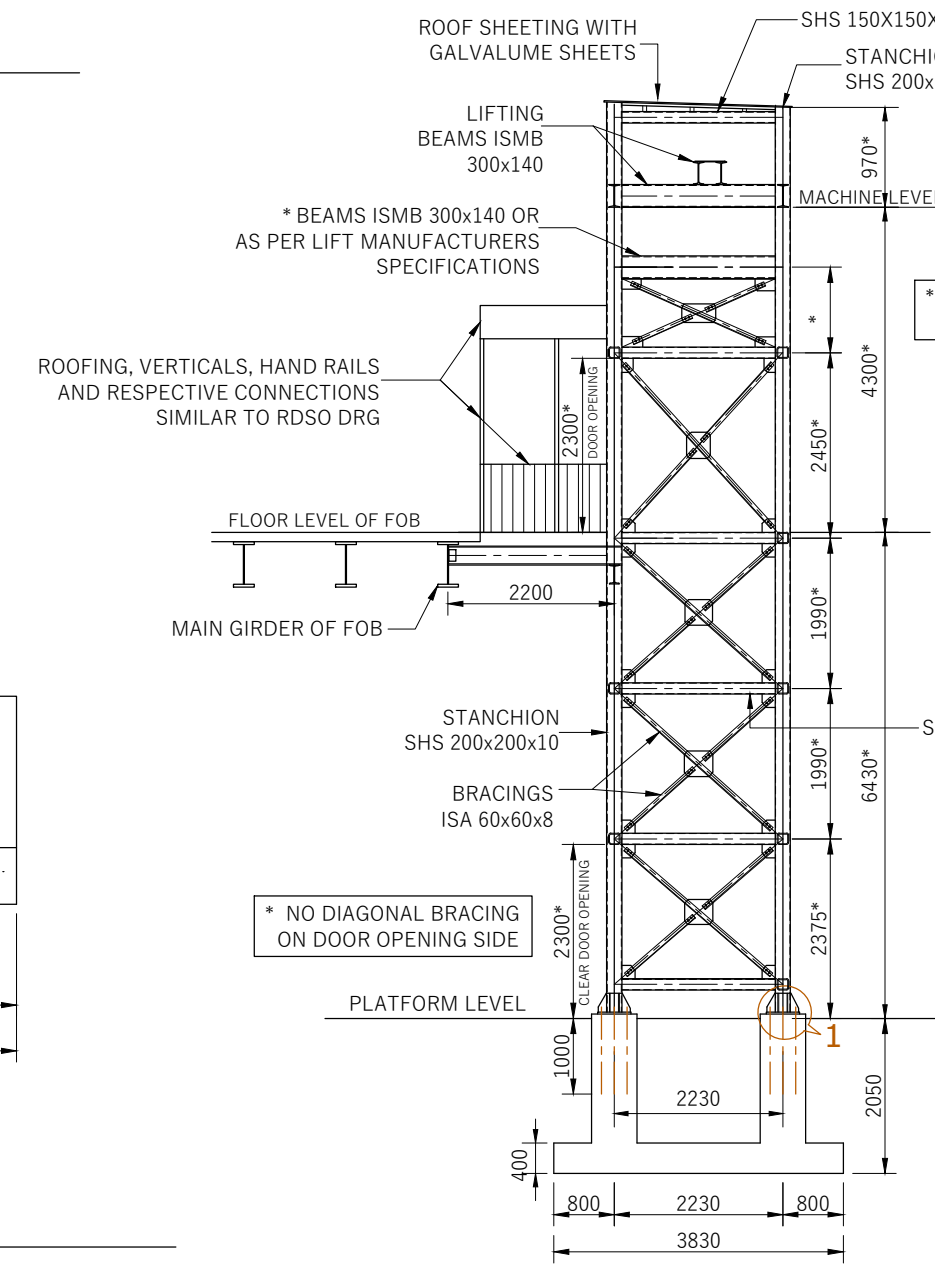 ROOF SHEETING WITH
GALVALUME SHEETS
SHS 150X150X
STANCHIO
SHS 200x
LIFTING
BEAMS ISMB
300x140
970*
MACHINE LEVEL
* BEAMS ISMB 300x140 OR
AS PER LIFT MANUFACTURERS
SPECIFICATIONS
*
*
4300*
ROOFING, VERTICALS, HAND RAILS
AND RESPECTIVE CONNECTIONS
SIMILAR TO RDSO DRG
2300*
DOOR OPENING
2450*
FLOOR LEVEL OF FOB
2200
MAIN GIRDER OF FOB
1990*
STANCHION
SHS 200x200x10
S
1990*
6430*
BRACINGS
ISA 60x60x8
* NO DIAGONAL BRACING
ON DOOR OPENING SIDE
2300*
CLEAR DOOR OPENING
2375*
PLATFORM LEVEL
1
1000
2230
2050
400
800
2230
800
3830